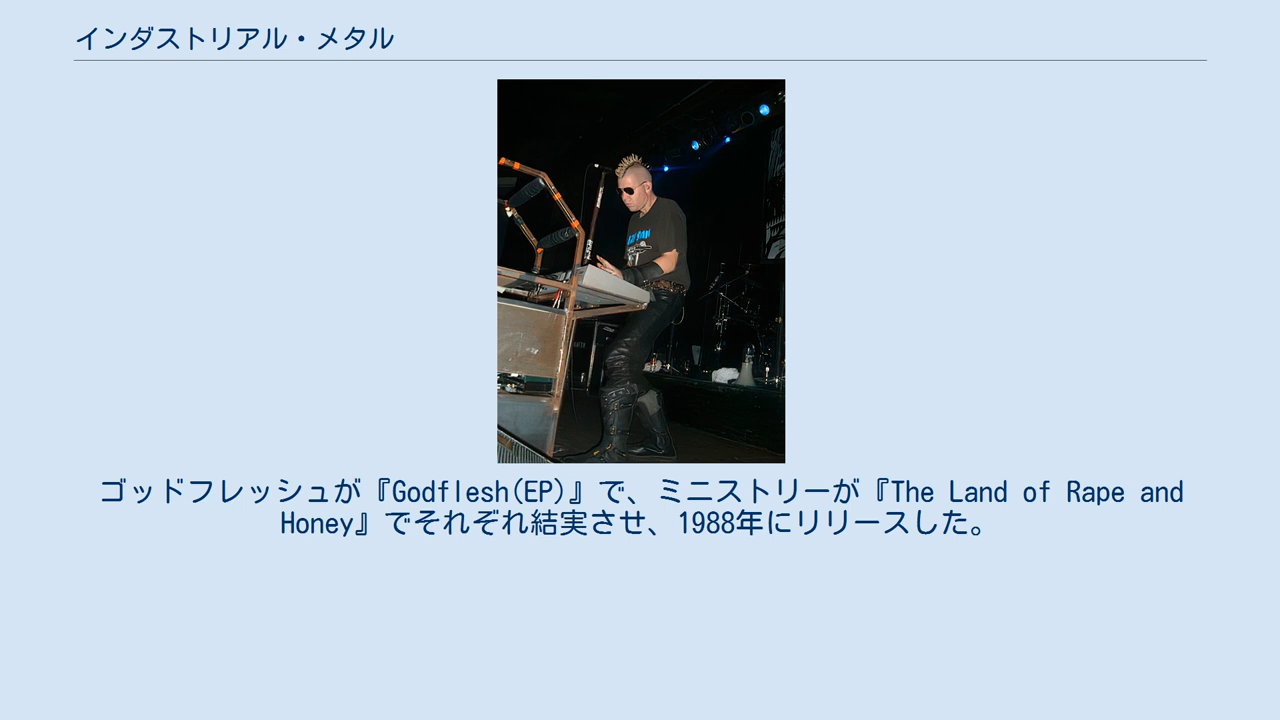 インダストリアル・メタル
ゴッドフレッシュが『Godflesh(EP)』で、ミニストリーが『The Land of Rape and
Honey』でそれぞれ結実させ、1988年にリリースした。